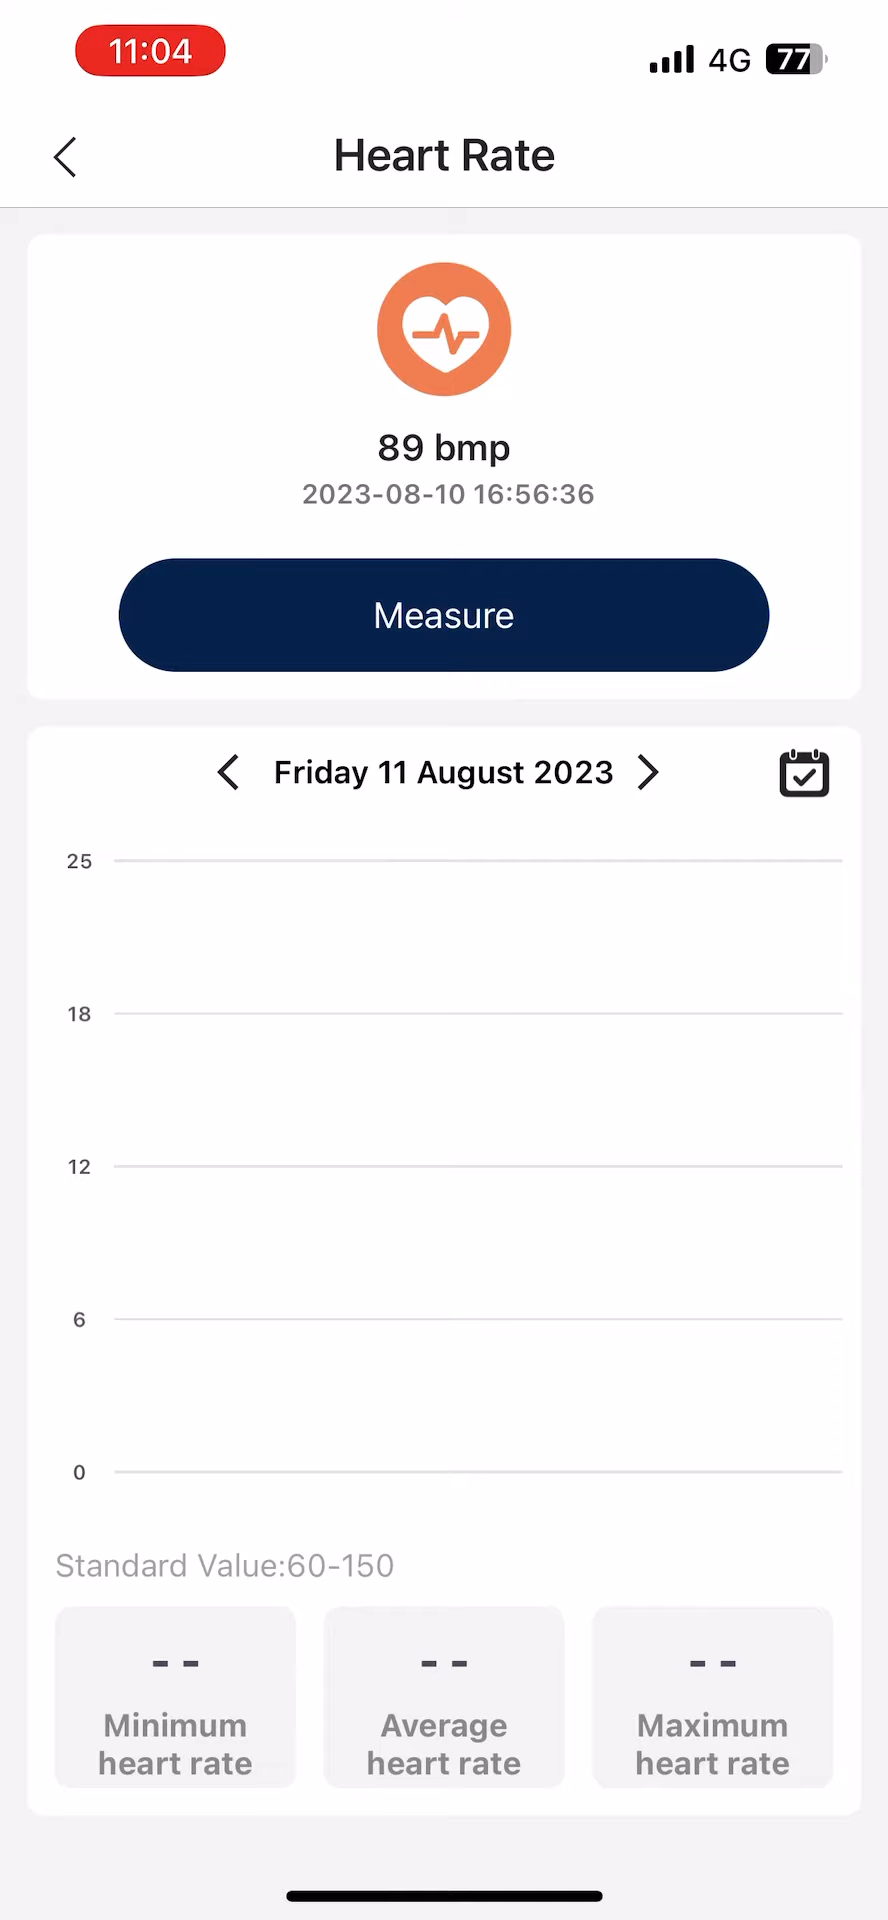 11:04
4G
77
Heart Rate
89 bmp
2023-08-10 16:56:36
Measure
Friday 11 August 2023
25
18
12
6
0
Standard Value:60-150
-- -- --
Minimum heart rate
Average heart rate
Maximum heart rate